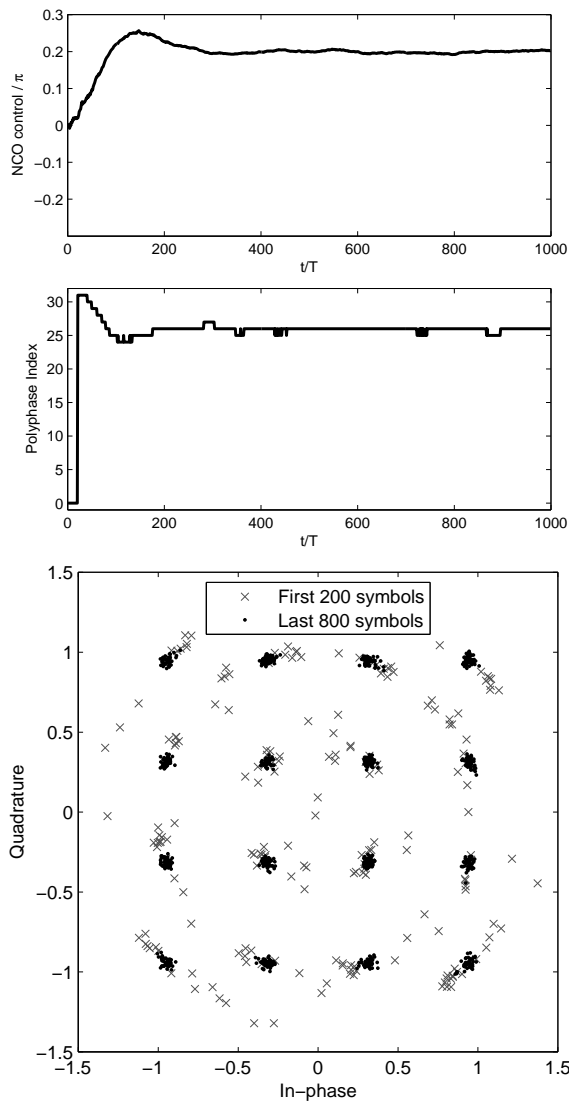 NCO control / π
0.3
0.2
0.1
0
−0.1
−0.2
0 200 400 600 800 1000
t/T
Polyphase Index
30
25
20
15
10
5
0
0 200 400 600 800 1000
t/T
Quadrature
1.5
1
0.5
0
−0.5
−1
−1.5
First 200 symbols
Last 800 symbols
−1.5 −1 −0.5 0 0.5 1 1.5
In−phase